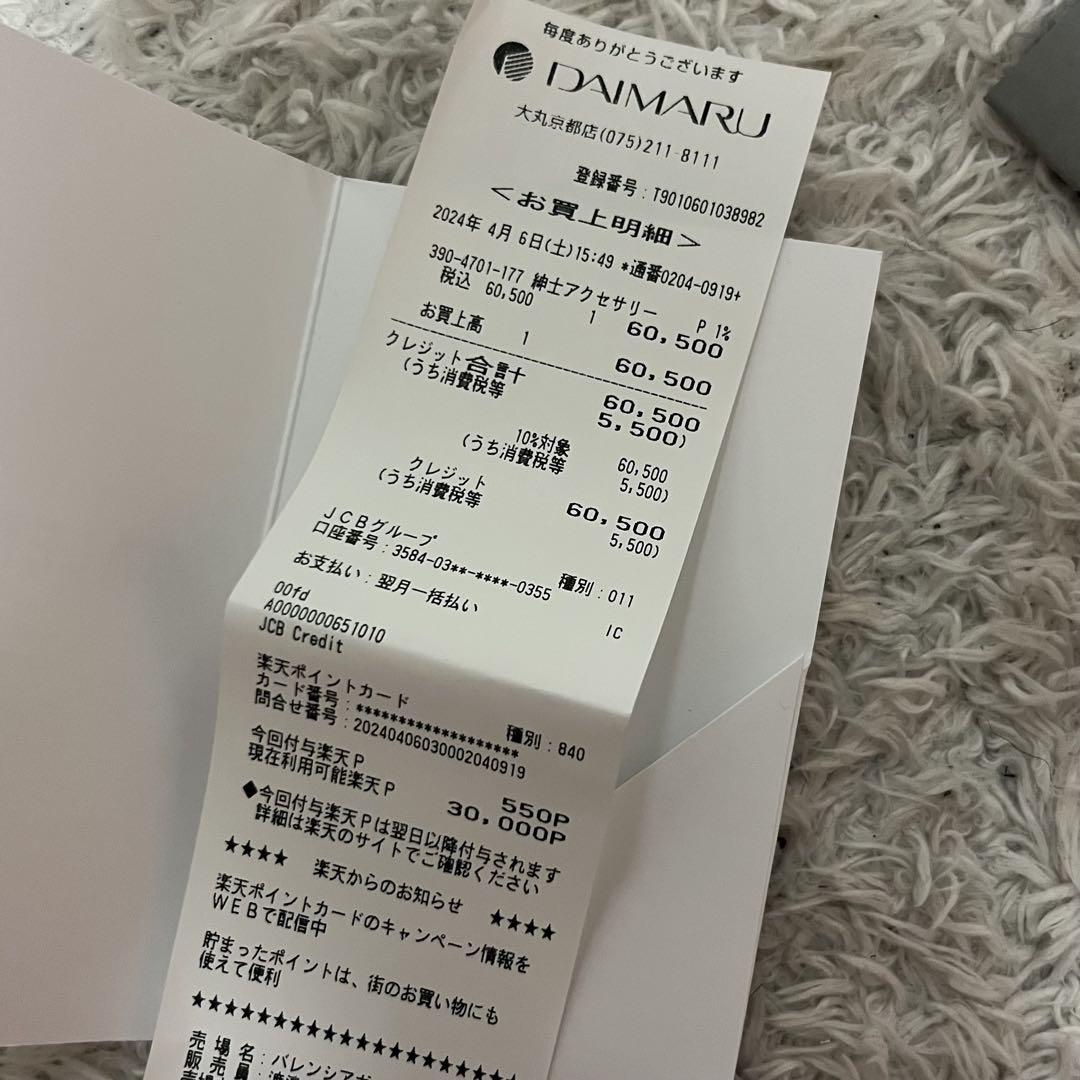 毎度ありがとうございます
DAIMARU
大丸京都店(075)211-8111
登録番号:T9010601038982
<お買上明細>
2024年 4月 6日(土)15:49 *通番0204-0919+
390-4701-177 紳士アクセサリー P 1%
税込 60,500 1 60,500
お買上高 1 60,500
クレジット合計 60,500
(うち消費税等 5,500)
10%対象 60,500
(うち消費税等 5,500)
クレジット 60,500
(うち消費税等 5,500)
JCBグループ 種別:011
口座番号:3584-03**-****-0355
お支払い:翌月一括払い IC
00fd
A0000000651010
JCB Credit
楽天ポイントカード 種別:840
カード番号:*******************
問合せ番号:20240406030002040919
今回付与楽天P 550P
現在利用可能楽天P 30,000P
◆今回付与楽天Pは翌日以降付与されます
詳細は楽天のサイトでご確認ください
★★★★ 楽天からのお知らせ ★★★★
楽天ポイントカードのキャンペーン情報を
WEBで配信中
貯まったポイントは、街のお買い物にも
使えて便利
★★★★★★★★★★★★★★★★★★★★
売 場 名:バレンシアガ
販 売 員: